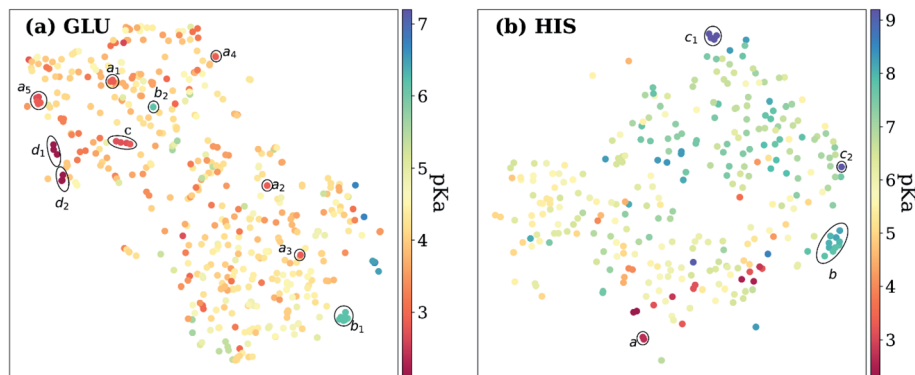 (a) GLU
a₄
a₁
b₂
a₅
c
d₁
d₂
a₂
a₃
b₁
7
6
5
4
3
pKa
(b) HIS
c₁
c₂
b
a
9
8
7
6
5
4
3
pKa